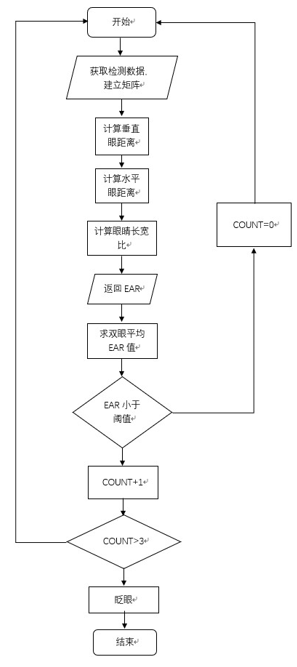 开始
获取检测数据,
建立矩阵
计算垂直
眼距离
计算水平
眼距离
计算眼睛长宽
比
返回 EAR
求双眼平均
EAR 值
EAR 小于
阈值
COUNT=0
COUNT+1
COUNT>3
眨眼
结束